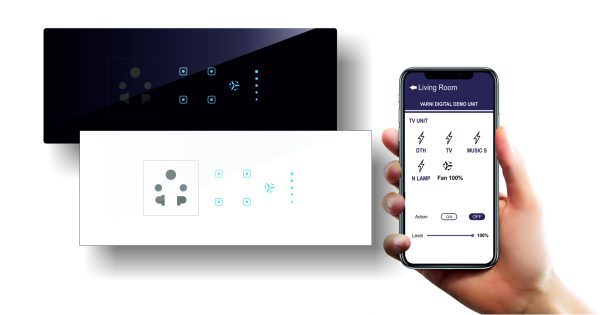 Living Room
VARNI DIGITAL DEMO UNIT
TV UNIT
DTH TV MUSIC S
N LAMP Fan 100%
Action ON OFF
Level 100%